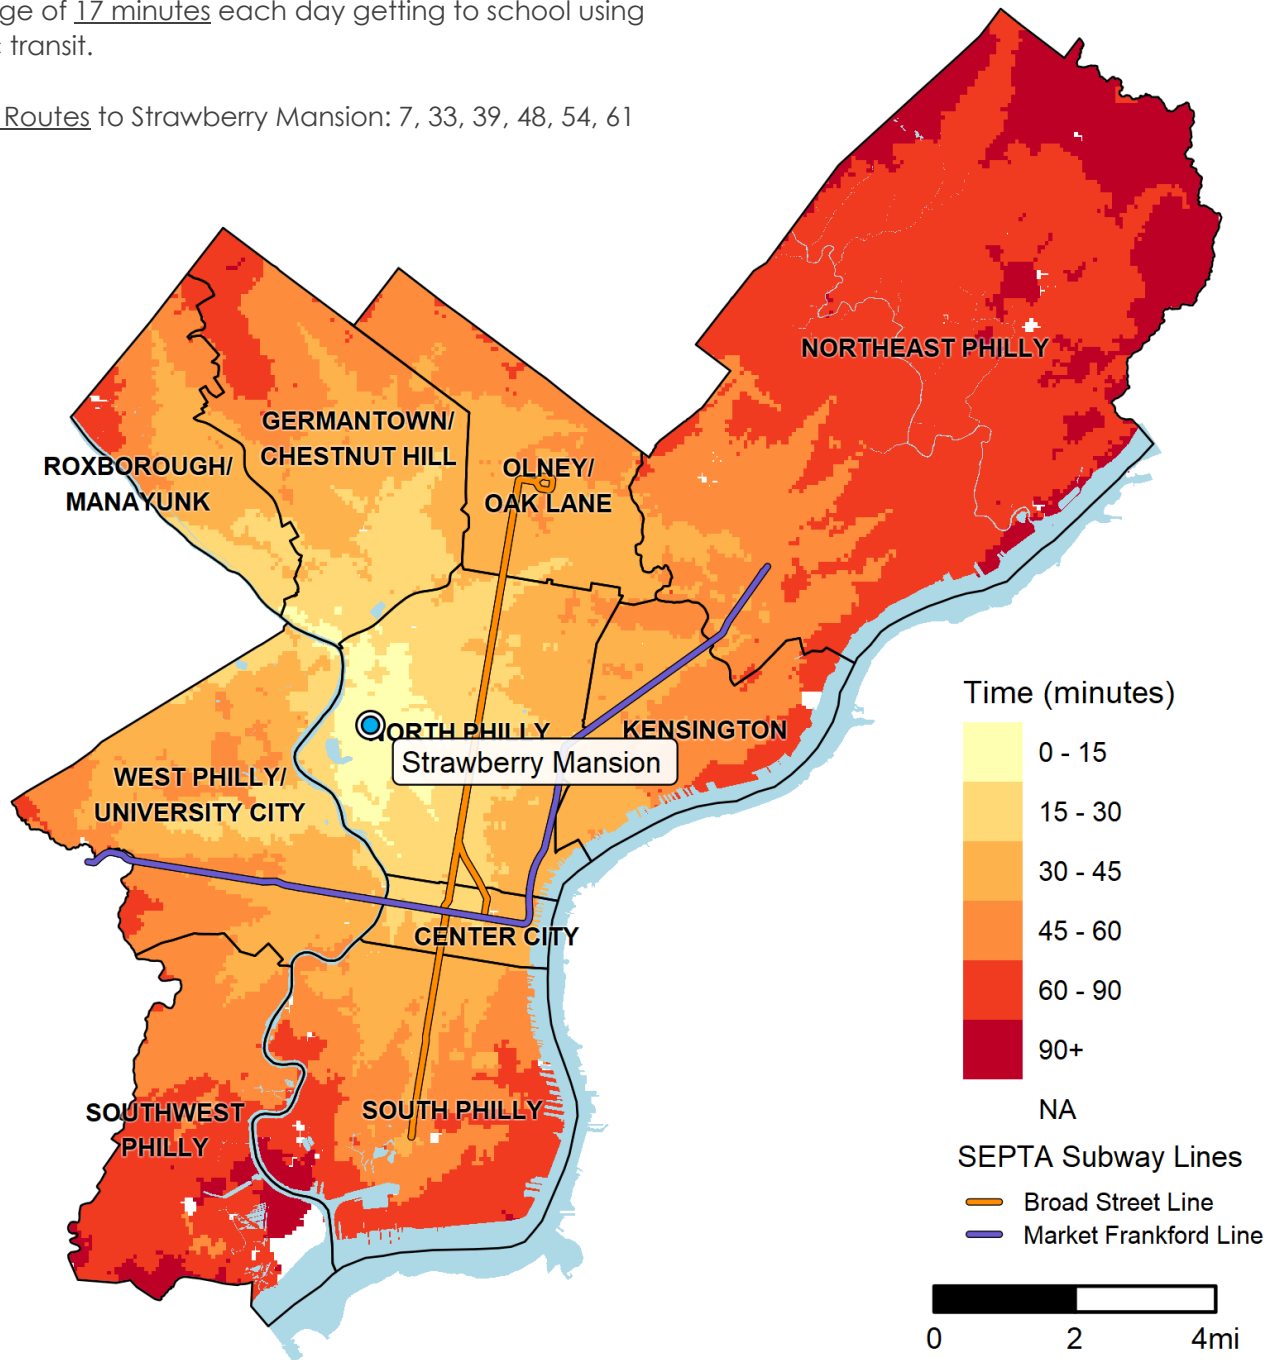 ge of 17 minutes each day getting to school using
transit.
Routes to Strawberry Mansion: 7, 33, 39, 48, 54, 61
NORTHEAST PHILLY
GERMANTOWN/
CHESTNUT HILL
ROXBOROUGH/
MANAYUNK
OLNEY/
OAK LANE
ORTH PHILLY
KENSINGTON
Strawberry Mansion
WEST PHILLY/
UNIVERSITY CITY
CENTER CITY
SOUTHWEST
PHILLY
SOUTH PHILLY
Time (minutes)
0 - 15
15 - 30
30 - 45
45 - 60
60 - 90
90+
NA
SEPTA Subway Lines
Broad Street Line
Market Frankford Line
0 2 4mi